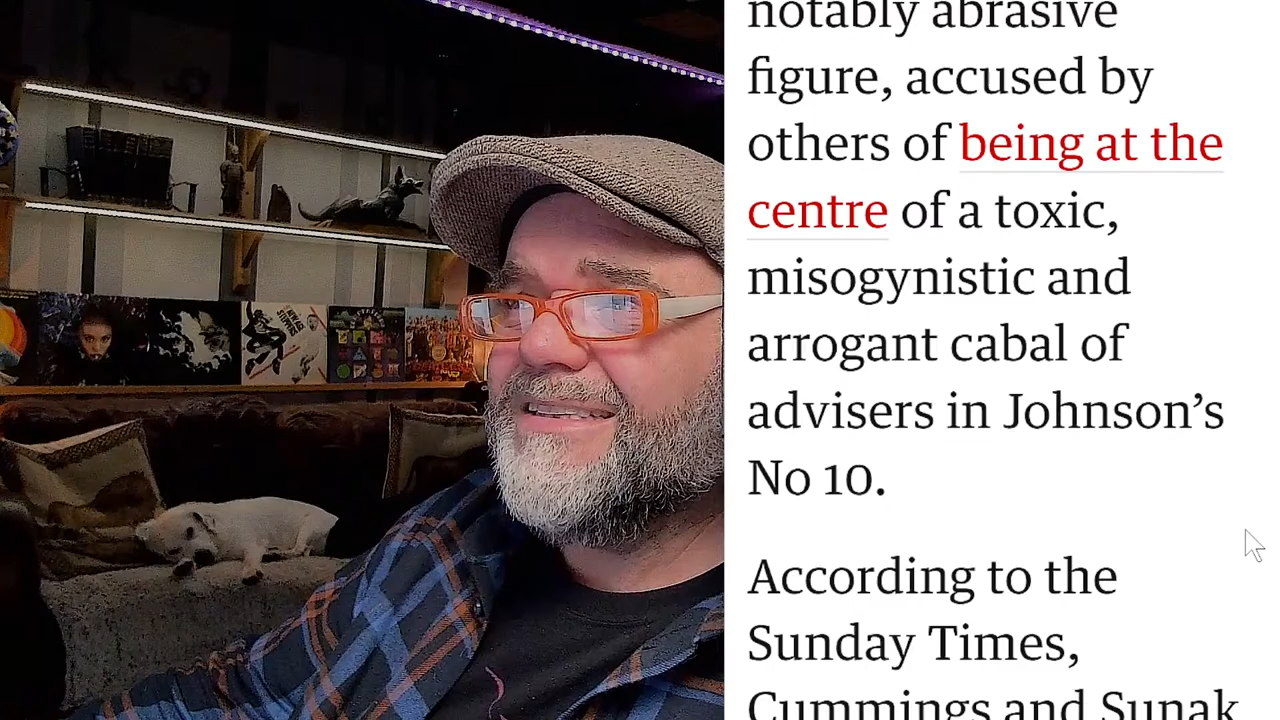 notably abrasive
figure, accused by
others of being at the
centre of a toxic,
misogynistic and
arrogant cabal of
advisers in Johnson’s
No 10.
According to the
Sunday Times,
Cummings and Sunak